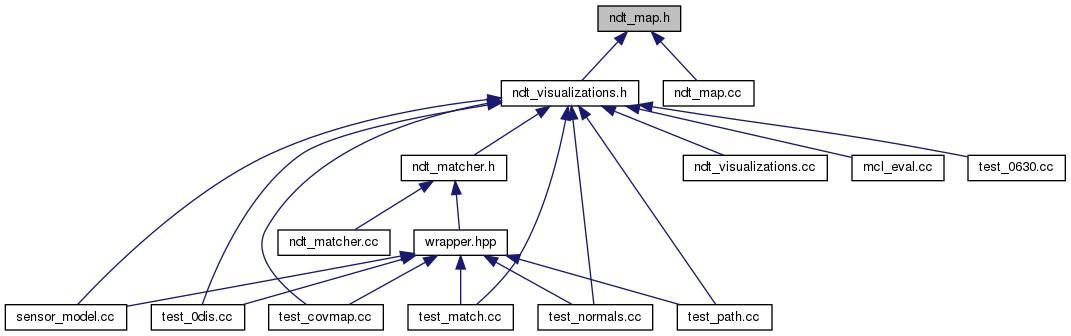 ndt_map.h
ndt_visualizations.h
ndt_map.cc
ndt_matcher.h
ndt_visualizations.cc
mcl_eval.cc
test_0630.cc
ndt_matcher.cc
wrapper.hpp
sensor_model.cc
test_0dis.cc
test_covmap.cc
test_match.cc
test_normals.cc
test_path.cc